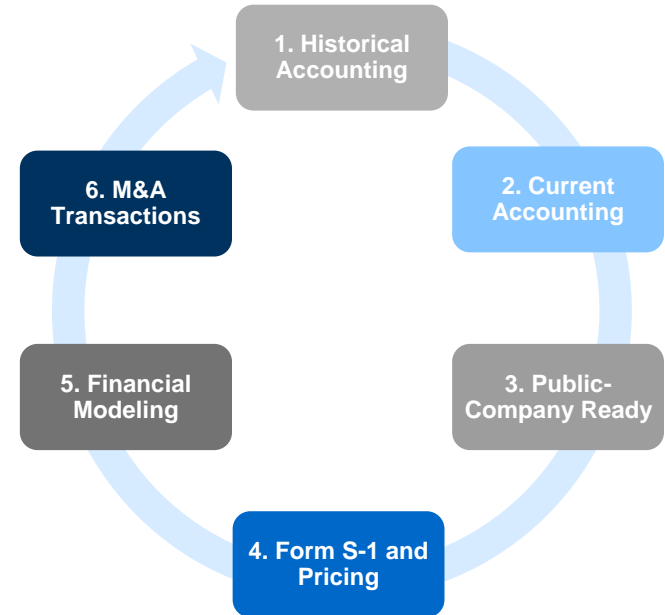 1. Historical
Accounting
2. Current
Accounting
3. Public-
Company Ready
4. Form S-1 and
Pricing
5. Financial
Modeling
6. M&A
Transactions